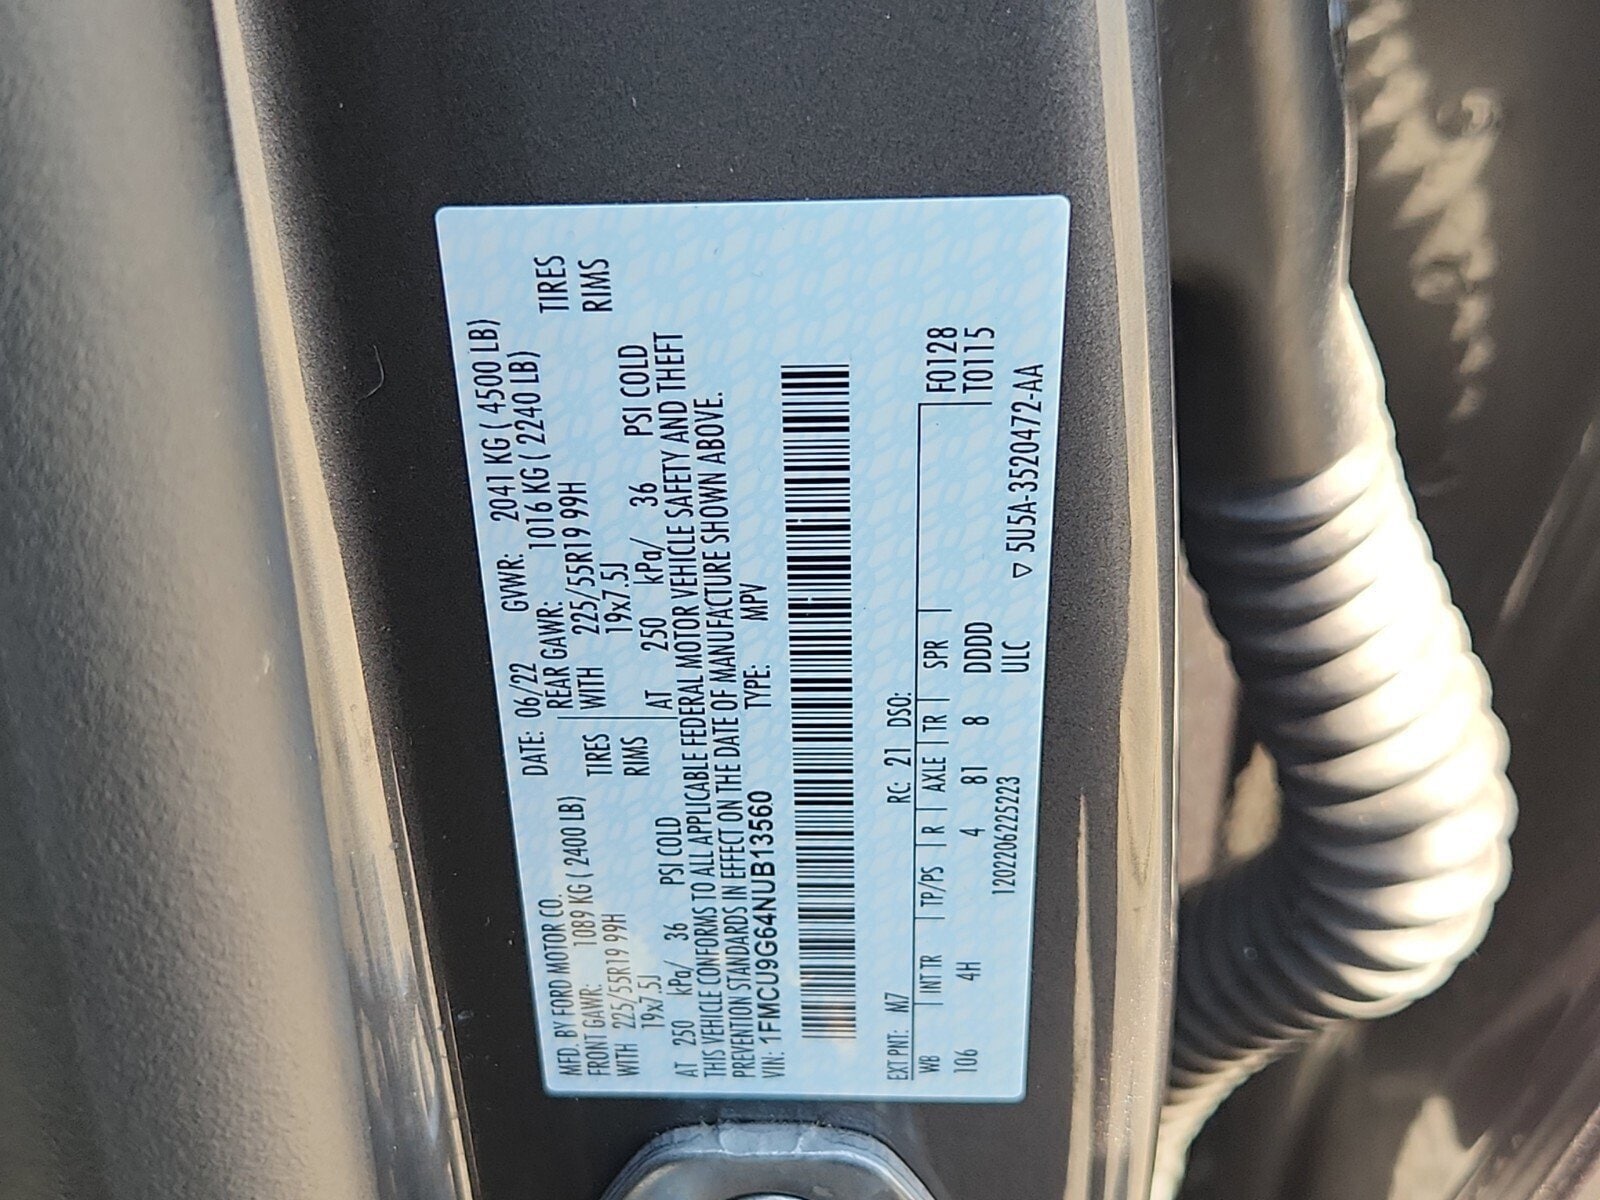 MFD. BY FORD MOTOR CO.
DATE: 06/22 GVWR: 2041 KG ( 4500 LB)
FRONT GAWR: 1089 KG ( 2400 LB) REAR GAWR: 1016 KG ( 2240 LB)
WITH 225/55R19 99H TIRES WITH 225/55R19 99H TIRES
19x7.5J RIMS 19x7.5J RIMS
AT 250 kPa/ 36 PSI COLD AT 250 kPa/ 36 PSI COLD
THIS VEHICLE CONFORMS TO ALL APPLICABLE FEDERAL MOTOR VEHICLE SAFETY AND THEFT
PREVENTION STANDARDS IN EFFECT ON THE DATE OF MANUFACTURE SHOWN ABOVE.
VIN: 1FMCU9G64NUB13560 TYPE: MPV
EXT PNT: M7 RC: 21 DSO:
WB | INT TR | TP/PS | R | AXLE | TR | SPR | F0128
106 4H 4 81 8 DDDD T0115
1202206225223 ULC ▽ 5U5A-3520472-AA